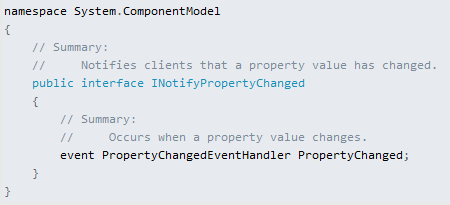 namespace System.ComponentModel
{
    // Summary:
    //     Notifies clients that a property value has changed.
    public interface INotifyPropertyChanged
    {
        // Summary:
        //     Occurs when a property value changes.
        event PropertyChangedEventHandler PropertyChanged;
    }
}